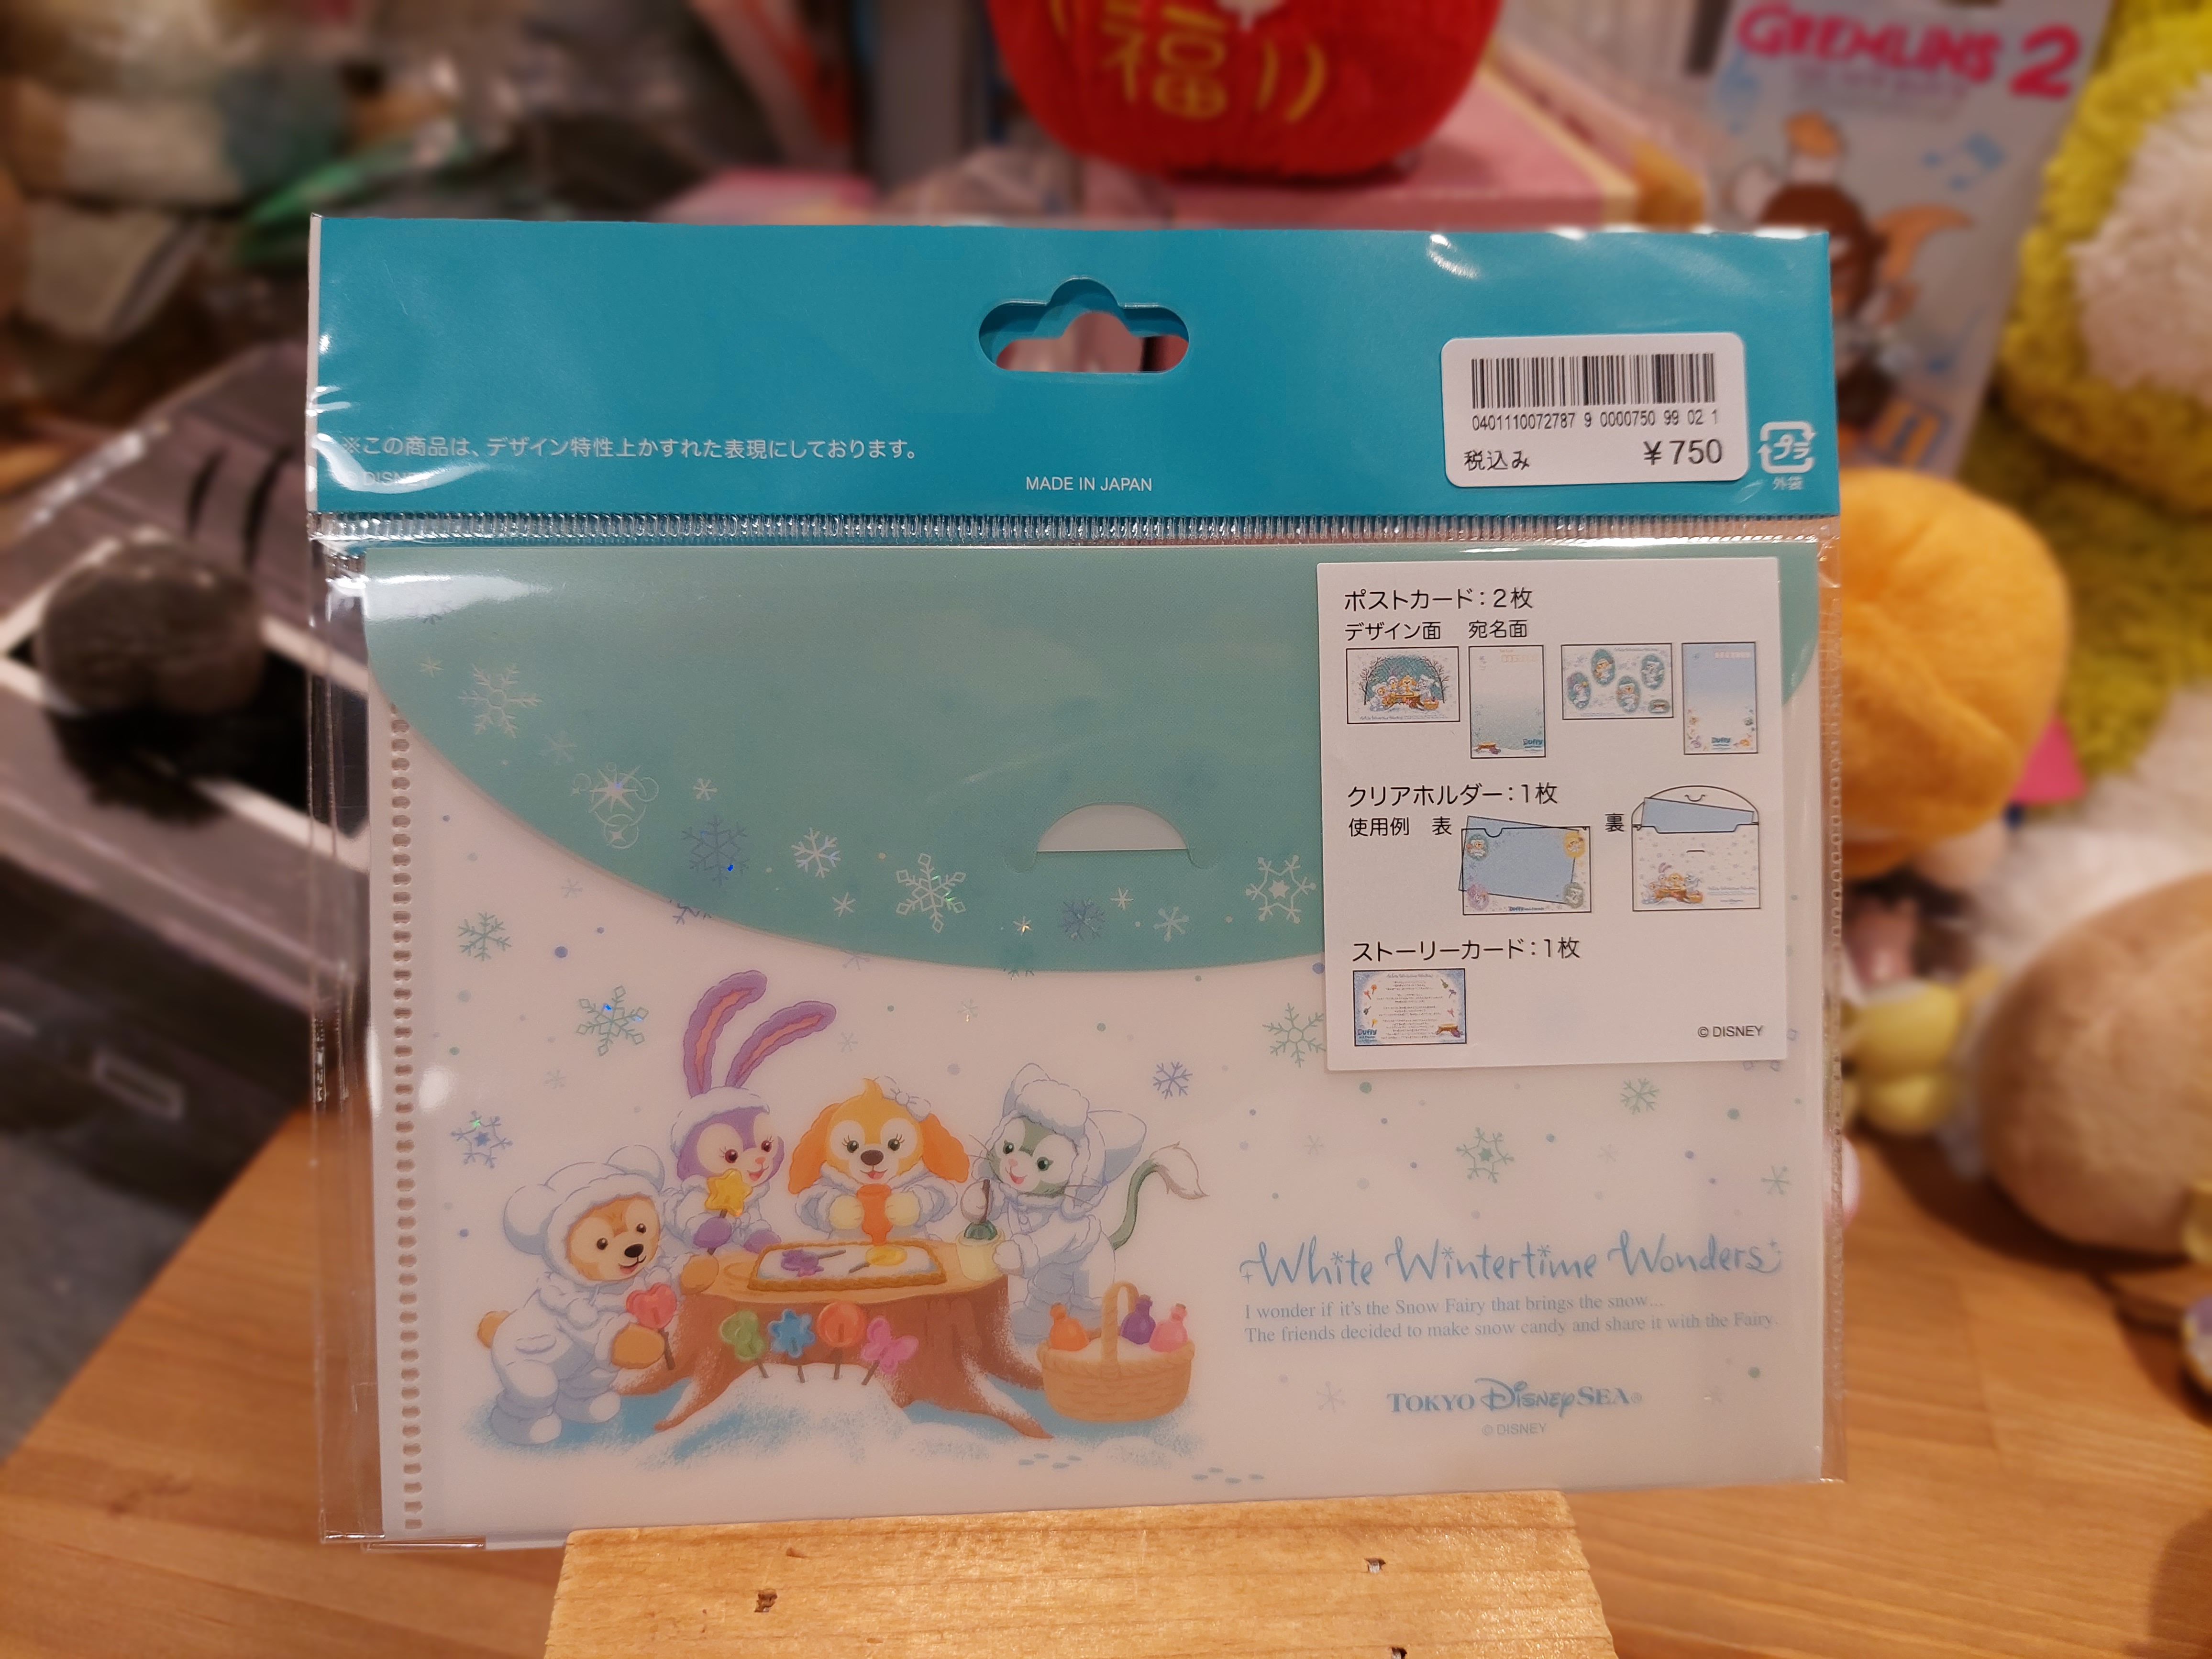 福
GREMLINS 2
0401110072787 9 0000750 99 02 1
税込み ¥750
プラ
外袋
※この商品は、デザイン特性上かすれた表現にしております。
DISNEY
MADE IN JAPAN
ポストカード：2枚
デザイン面 宛名面
クリアホルダー：1枚
使用例 表 裏
ストーリーカード：1枚
© DISNEY
White Wintertime Wonders
I wonder if it's the Snow Fairy that brings the snow...
The friends decided to make snow candy and share it with the Fairy.
TOKYO DISNEYSEA®
© DISNEY